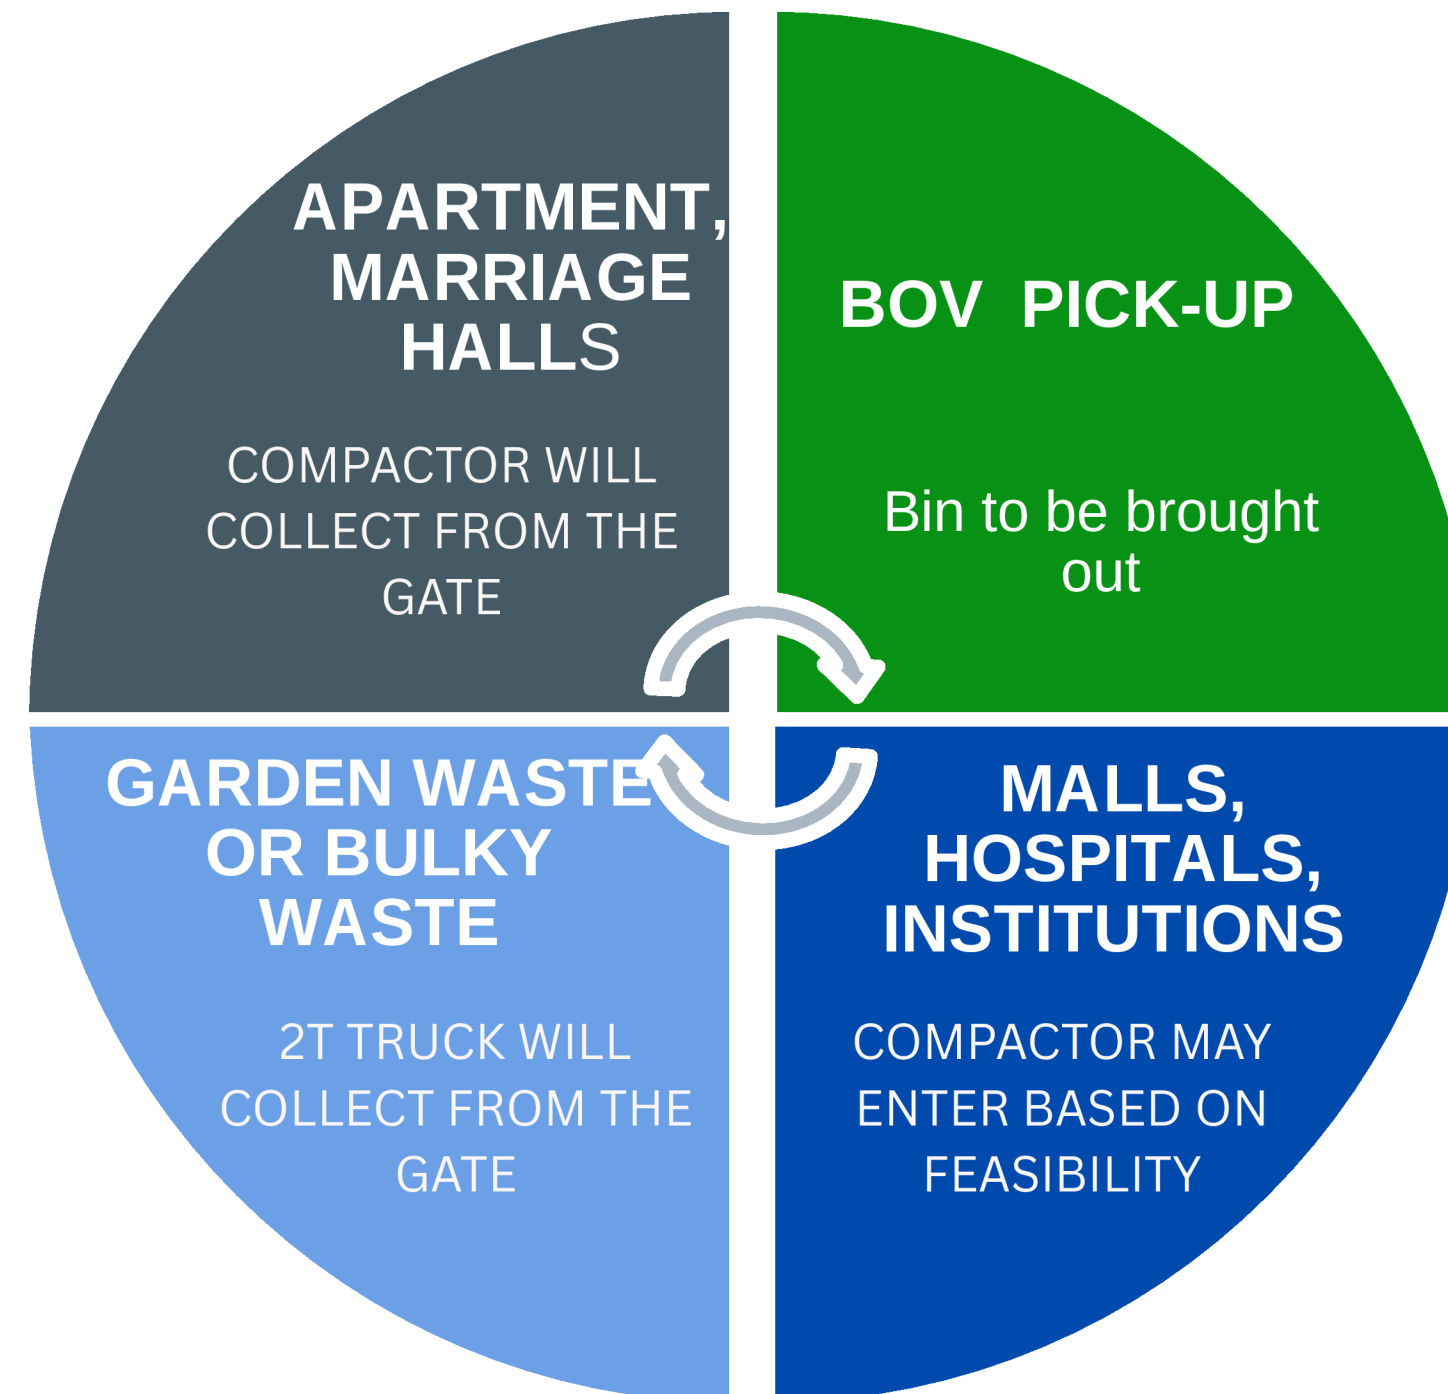 APARTMENT,
MARRIAGE
HALLS
COMPACTOR WILL
COLLECT FROM THE
GATE
BOV PICK-UP
Bin to be brought
out
GARDEN WASTE
OR BULKY
WASTE
2T TRUCK WILL
COLLECT FROM THE
GATE
MALLS,
HOSPITALS,
INSTITUTIONS
COMPACTOR MAY
ENTER BASED ON
FEASIBILITY